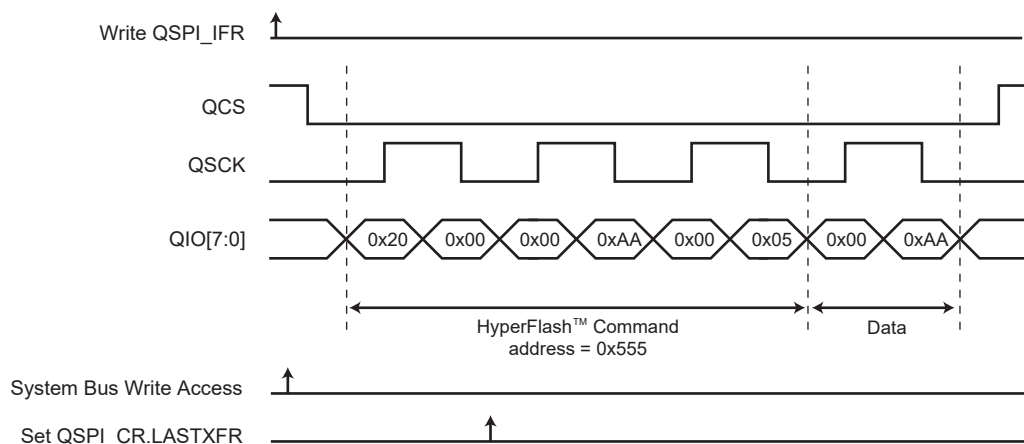 Write QSPI_IFR
QCS
QSCK
QIO[7:0]
0x20 0x00 0x00 0xAA 0x00 0x05 0x00 0xAA
HyperFlash™ Command
address = 0x555
Data
System Bus Write Access
Set QSPI_CR.LASTXFR